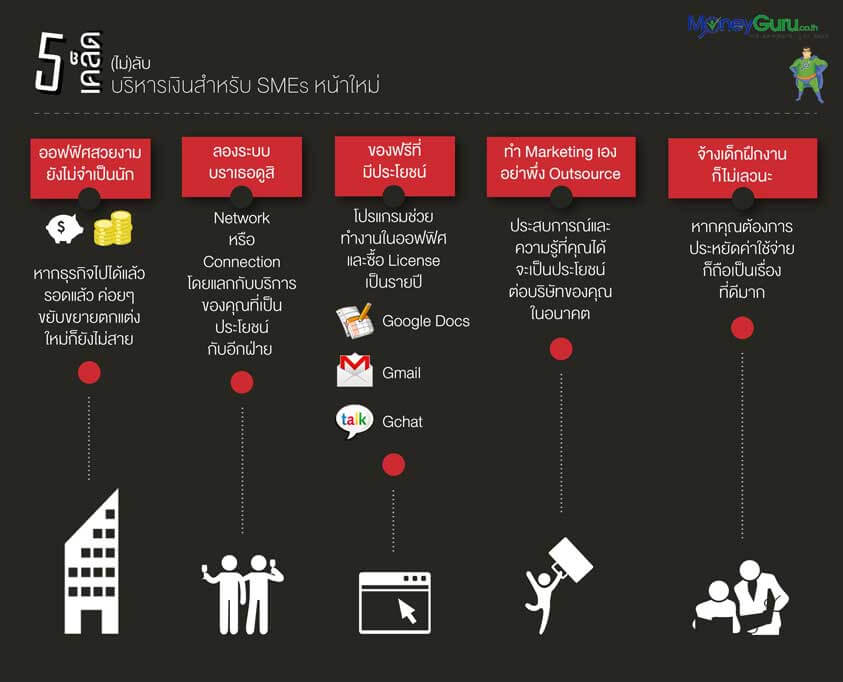 MoneyGuru.co.th
5 เคล็ด
(ไม่)ลับ
บริหารเงินสำหรับ SMEs หน้าใหม่
ออฟฟิศสวยงาม
ยังไม่จำเป็นนัก
$
หากธุรกิจไปได้แล้ว
รอดแล้ว ค่อยๆ
ขยับขยายตกแต่ง
ใหม่ก็ยังไม่สาย
ลองระบบ
บราเธอดูสิ
Network
หรือ
Connection
โดยแลกกับบริการ
ของคุณที่เป็น
ประโยชน์
กับอีกฝ่าย
ของฟรีที่
มีประโยชน์
โปรแกรมช่วย
ทำงานในออฟฟิศ
และซื้อ License
เป็นรายปี
Google Docs
Gmail
talk
Gchat
ทำ Marketing เอง
อย่าพึ่ง Outsource
ประสบการณ์และ
ความรู้ที่คุณได้
จะเป็นประโยชน์
ต่อบริษัทของคุณ
ในอนาคต
จ้างเด็กฝึกงาน
ก็ไม่เลวนะ
หากคุณต้องการ
ประหยัดค่าใช้จ่าย
ก็ถือเป็นเรื่อง
ที่ดีมาก